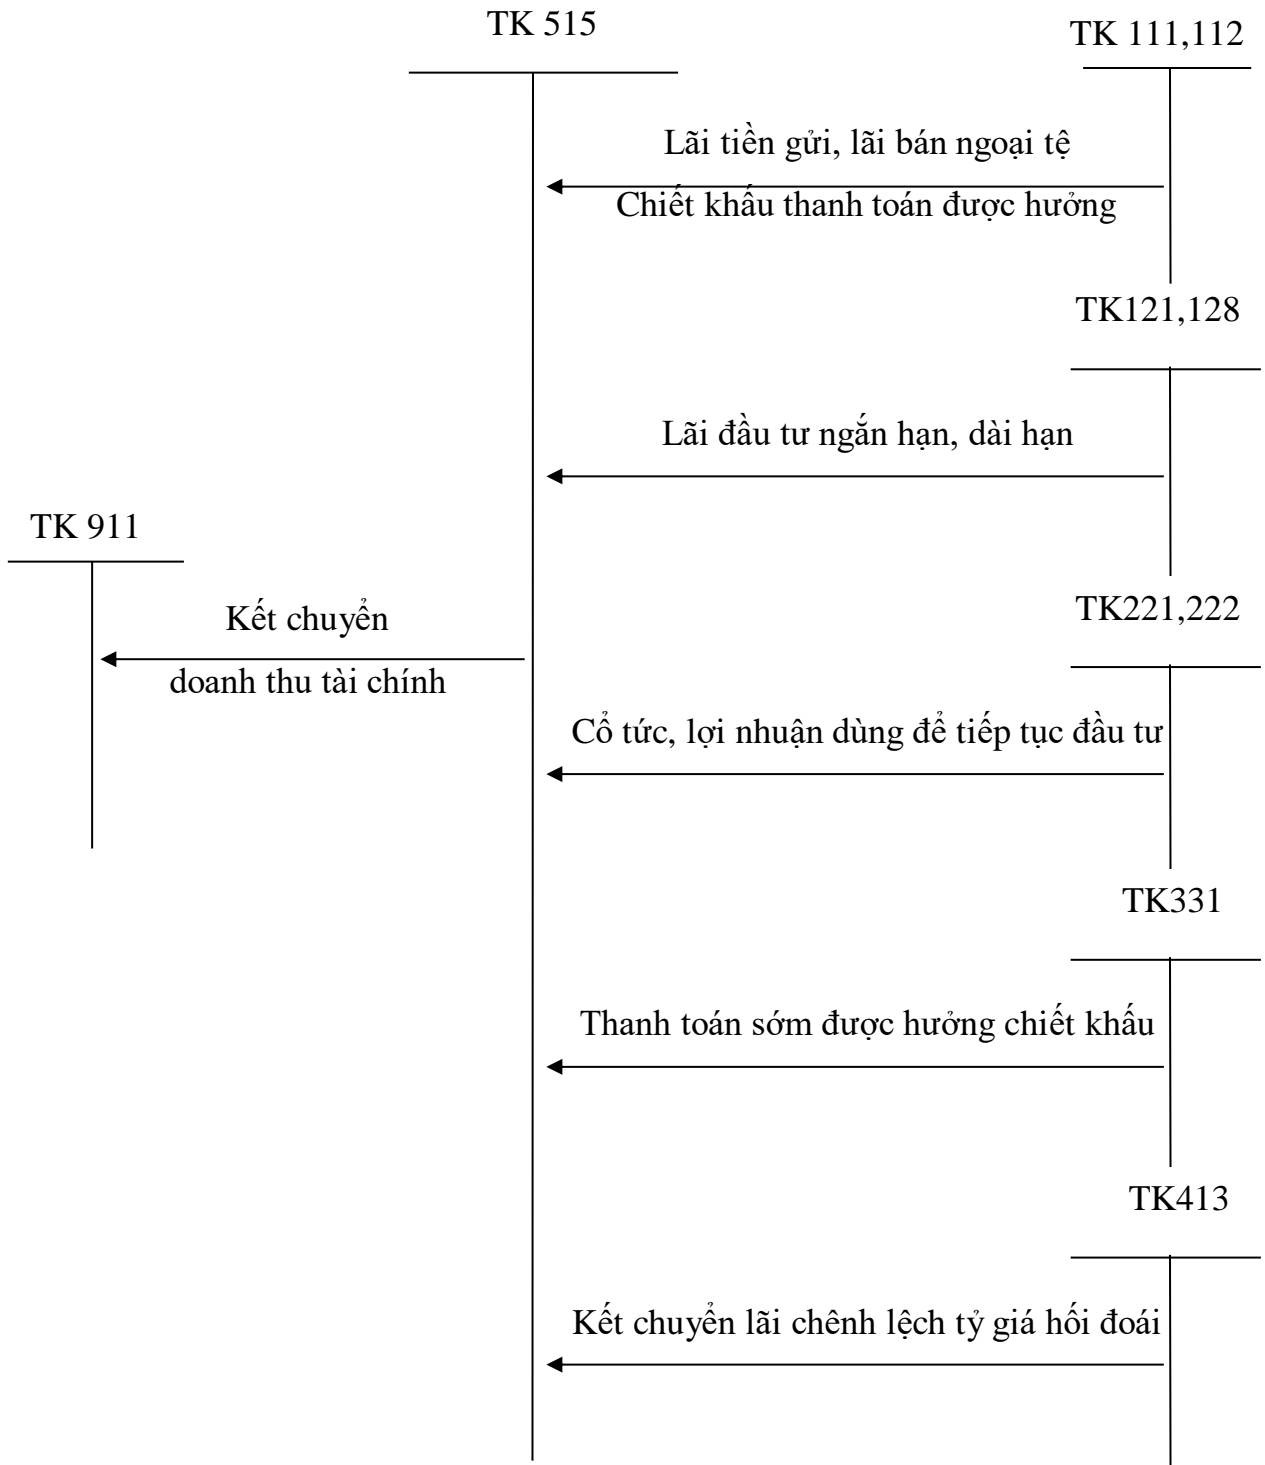 TK 515
TK 111,112
Lãi tiền gửi, lãi bán ngoại tệ
Chiết khấu thanh toán được hưởng
TK121,128
Lãi đầu tư ngắn hạn, dài hạn
TK 911
Kết chuyển
doanh thu tài chính
TK221,222
Cổ tức, lợi nhuận dùng để tiếp tục đầu tư
TK331
Thanh toán sớm được hưởng chiết khấu
TK413
Kết chuyển lãi chênh lệch tỷ giá hối đoái